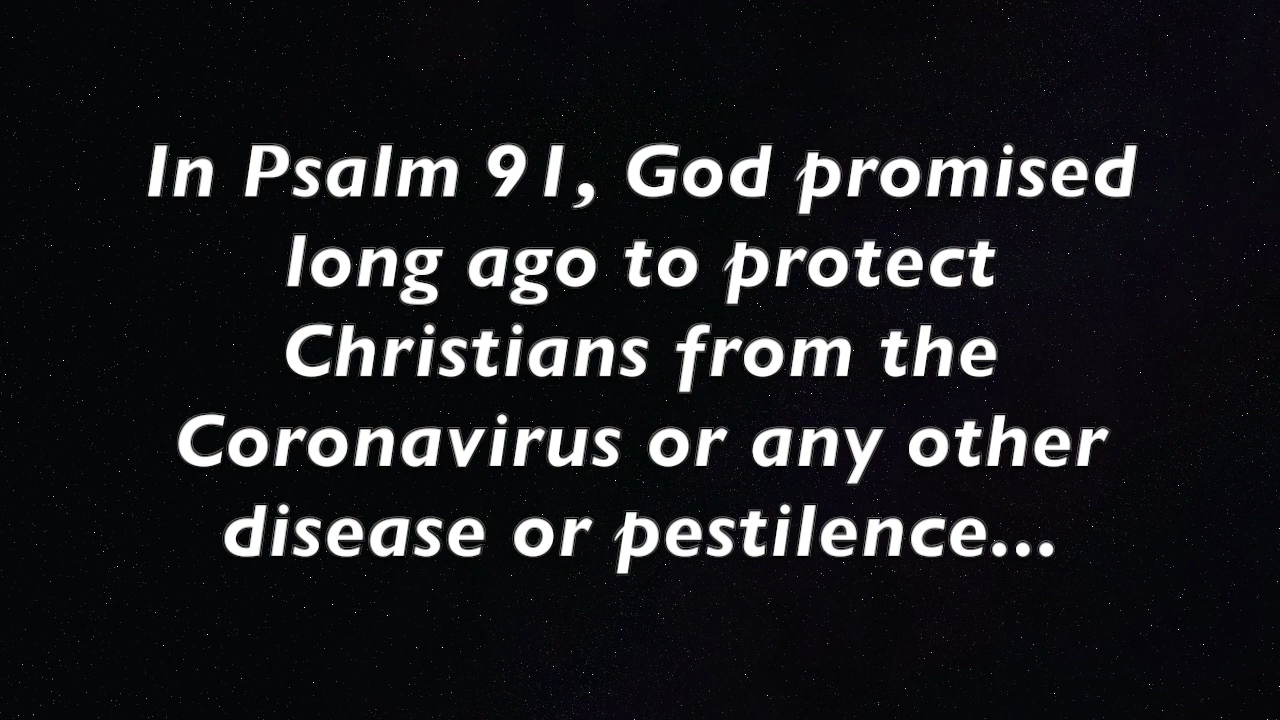 In Psalm 91, God promised
long ago to protect
Christians from the
Coronavirus or any other
disease or pestilence...